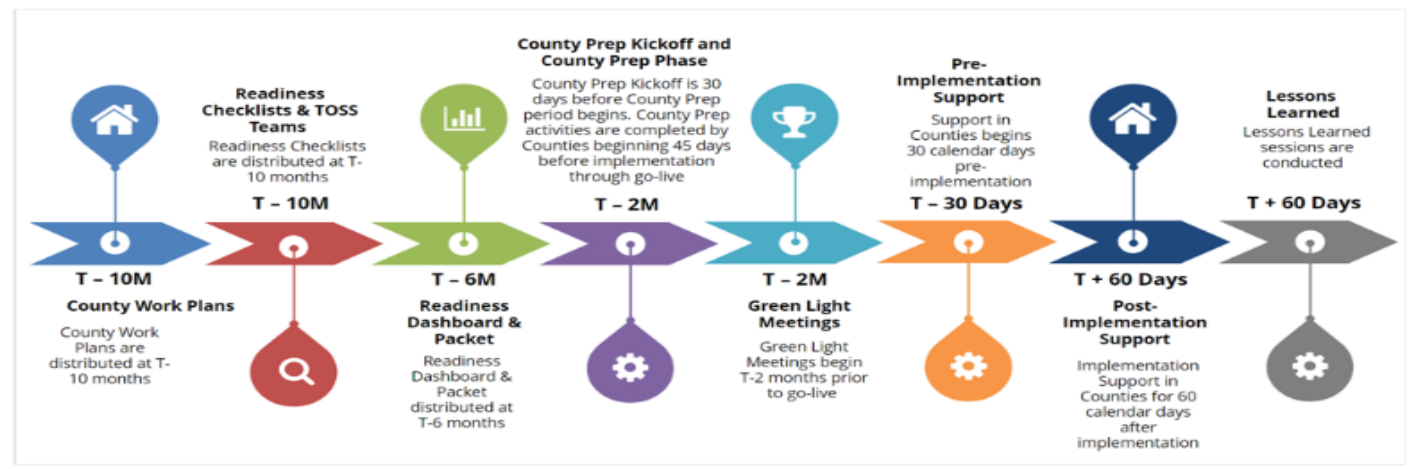 T – 10M
County Work Plans
County Work
Plans are
distributed at T-
10 months
Readiness
Checklists & TOSS
Teams
Readiness Checklists
are distributed at T-
10 months
T – 10M
T – 6M
Readiness
Dashboard &
Packet
Readiness
Dashboard &
Packet
distributed at
T-6 months
County Prep Kickoff and
County Prep Phase
County Prep Kickoff is 30
days before County Prep
period begins. County Prep
activities are completed by
Counties beginning 45 days
before implementation
through go-live
T – 2M
T – 2M
Green Light
Meetings
Green Light
Meetings begin
T-2 months prior
to go-live
Pre-
Implementation
Support
Support in
Counties begins
30 calendar days
pre-
implementation
T – 30 Days
T + 60 Days
Post-
Implementation
Support
Implementation
Support in
Counties for 60
calendar days
after
implementation
Lessons
Learned
Lessons Learned
sessions are
conducted
T + 60 Days